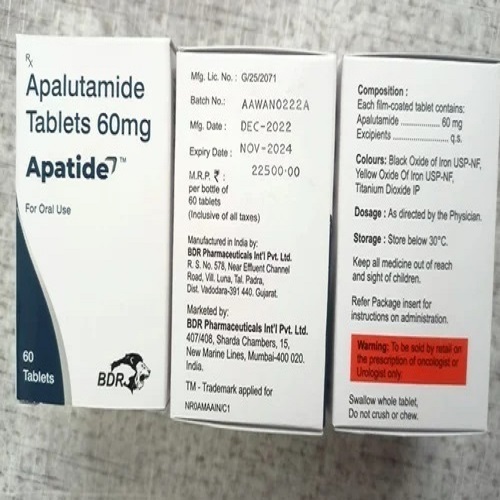 Rx
Apalutamide
Tablets 60mg
Apatide7™
For Oral Use
60
Tablets
BDR
Mfg. Lic. No. : G/25/2071
Batch No.: AAWAN0222A
Mfg. Date : DEC-2022
Expiry Date : NOV-2024
M.R.P. ₹ : 22500·00
per bottle of
60 tablets
(Inclusive of all taxes)
Manufactured in India by:
BDR Pharmaceuticals Int'l Pvt. Ltd.
R. S. No. 578, Near Effluent Channel
Road, Vill. Luna, Tal. Padra,
Dist. Vadodara-391 440. Gujarat.
Marketed by:
BDR Pharmaceuticals Int'l Pvt. Ltd.
407/408, Sharda Chambers, 15,
New Marine Lines, Mumbai-400 020.
India.
TM - Trademark applied for
NR0AMAAIN/C1
Composition :
Each film-coated tablet contains:
Apalutamide ................ 60 mg
Excipients ..................... q.s.
Colours: Black Oxide of Iron USP-NF,
Yellow Oxide Of Iron USP-NF,
Titanium Dioxide IP
Dosage : As directed by the Physician.
Storage : Store below 30°C.
Keep all medicine out of reach
and sight of children.
Refer Package insert for
instructions on administration.
Warning: To be sold by retail on
the prescription of oncologist or
Urologist only.
Swallow whole tablet,
Do not crush or chew.